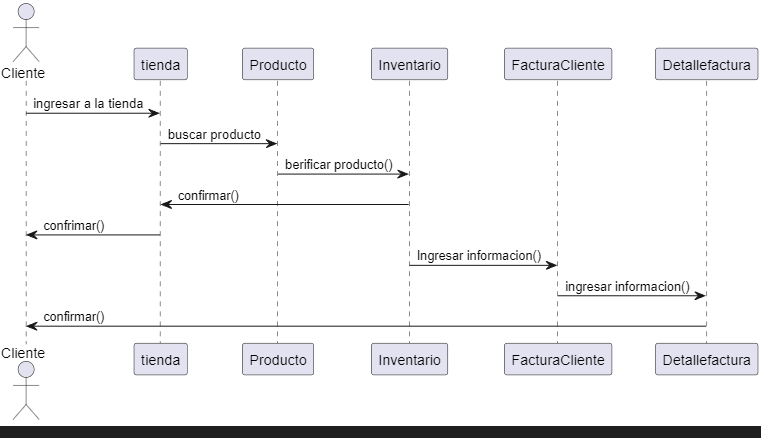 Cliente
tienda
Producto
Inventario
FacturaCliente
Detallefactura
ingresar a la tienda
buscar producto
berificar producto()
confirmar()
confrimar()
Ingresar informacion()
ingresar informacion()
confirmar()
Cliente
tienda
Producto
Inventario
FacturaCliente
Detallefactura